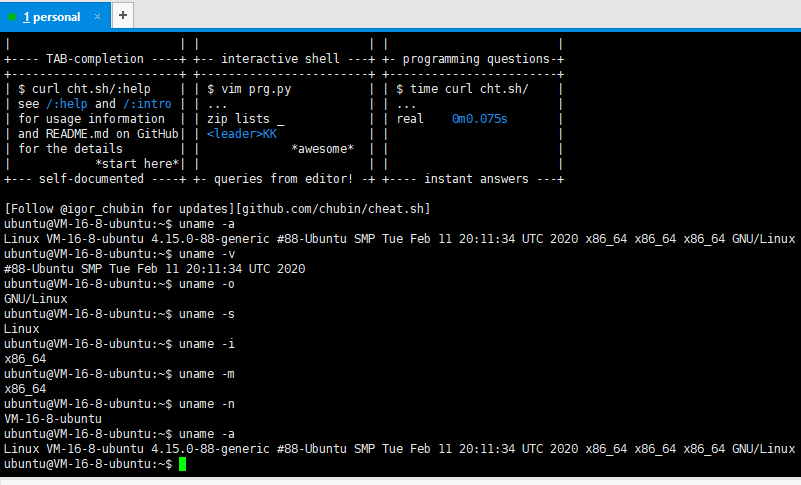 1 personal × +
|                        | |                        | |                        |
+---- TAB-completion ----+ +-- interactive shell ---+ +- programming questions-+
+------------------------+ +------------------------+ +------------------------+
| $ curl cht.sh/:help    | | $ vim prg.py           | | $ time curl cht.sh/    |
| see /:help and /:intro | | ...                    | | ...                    |
| for usage information  | | zip lists _            | | real    0m0.075s       |
| and README.md on GitHub| | <leader>KK             | |                        |
| for the details        | |             *awesome*  | |                        |
|            *start here*| |                        | |                        |
+--- self-documented ----+ +- queries from editor! -+ +---- instant answers ---+
[Follow @igor_chubin for updates][github.com/chubin/cheat.sh]
ubuntu@VM-16-8-ubuntu:~$ uname -a
Linux VM-16-8-ubuntu 4.15.0-88-generic #88-Ubuntu SMP Tue Feb 11 20:11:34 UTC 2020 x86_64 x86_64 x86_64 GNU/Linux
ubuntu@VM-16-8-ubuntu:~$ uname -v
#88-Ubuntu SMP Tue Feb 11 20:11:34 UTC 2020
ubuntu@VM-16-8-ubuntu:~$ uname -o
GNU/Linux
ubuntu@VM-16-8-ubuntu:~$ uname -s
Linux
ubuntu@VM-16-8-ubuntu:~$ uname -i
x86_64
ubuntu@VM-16-8-ubuntu:~$ uname -m
x86_64
ubuntu@VM-16-8-ubuntu:~$ uname -n
VM-16-8-ubuntu
ubuntu@VM-16-8-ubuntu:~$ uname -a
Linux VM-16-8-ubuntu 4.15.0-88-generic #88-Ubuntu SMP Tue Feb 11 20:11:34 UTC 2020 x86_64 x86_64 x86_64 GNU/Linux
ubuntu@VM-16-8-ubuntu:~$